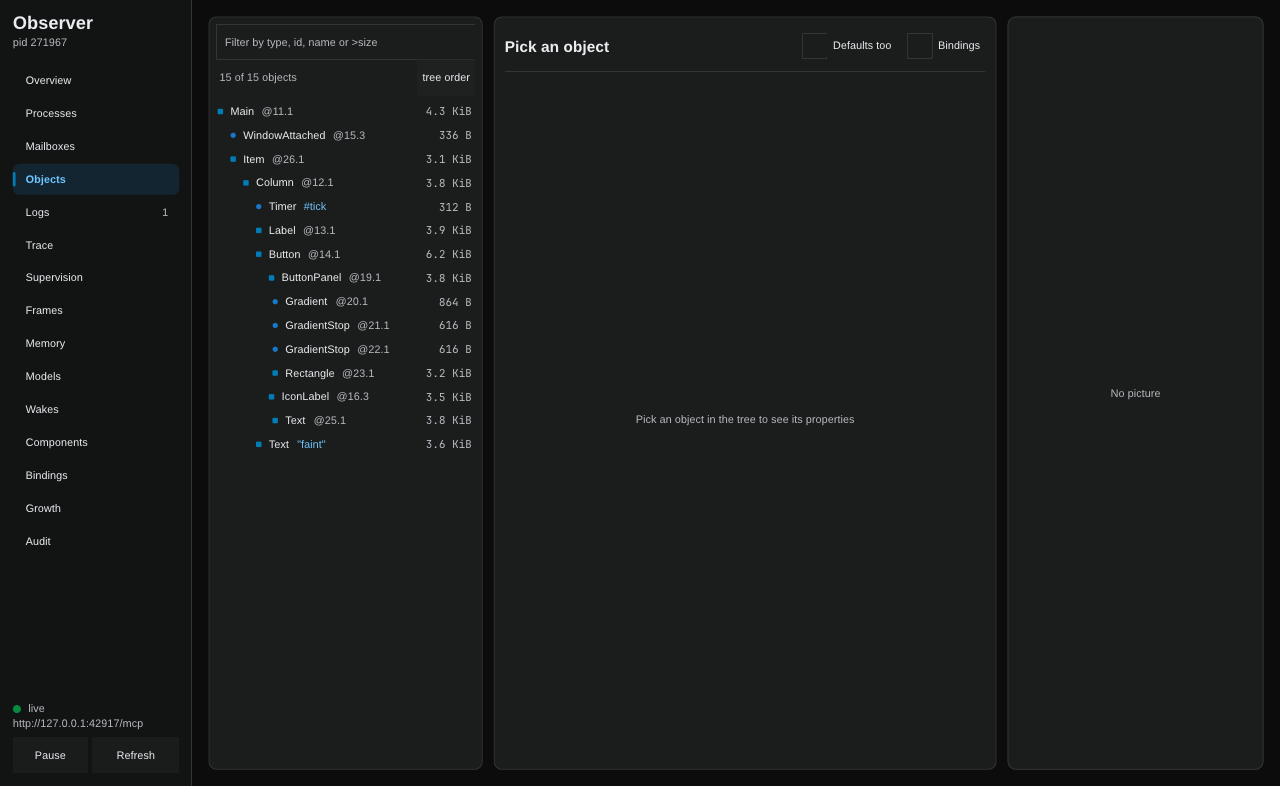 Observer
pid 271967
Overview
Processes
Mailboxes
Objects
Logs 1
Trace
Supervision
Frames
Memory
Models
Wakes
Components
Bindings
Growth
Audit
live
http://127.0.0.1:42917/mcp
Pause Refresh
Filter by type, id, name or >size
15 of 15 objects tree order
Main @11.1 4.3 KiB
WindowAttached @15.3 336 B
Item @26.1 3.1 KiB
Column @12.1 3.8 KiB
Timer #tick 312 B
Label @13.1 3.9 KiB
Button @14.1 6.2 KiB
ButtonPanel @19.1 3.8 KiB
Gradient @20.1 864 B
GradientStop @21.1 616 B
GradientStop @22.1 616 B
Rectangle @23.1 3.2 KiB
IconLabel @16.3 3.5 KiB
Text @25.1 3.8 KiB
Text "faint" 3.6 KiB
Pick an object Defaults too Bindings
Pick an object in the tree to see its properties
No picture